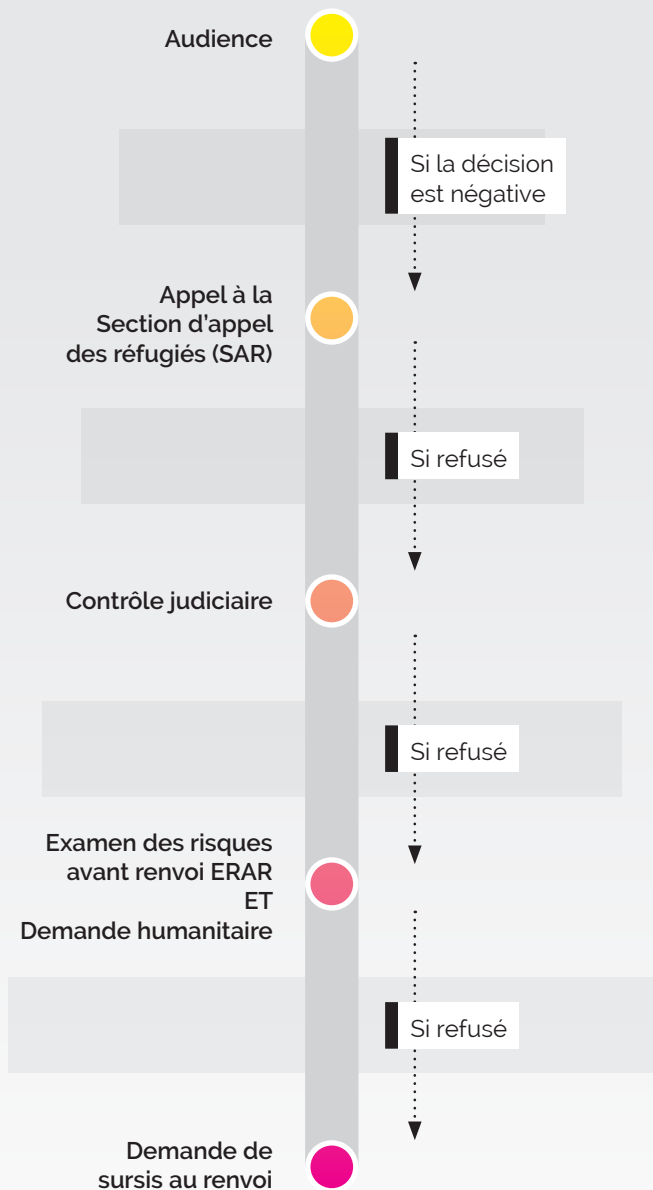 Audience
Si la décision
est négative
Appel à la
Section d'appel
des réfugiés (SAR)
Si refusé
Contrôle judiciaire
Si refusé
Examen des risques
avant renvoi ERAR
ET
Demande humanitaire
Si refusé
Demande de
sursis au renvoi